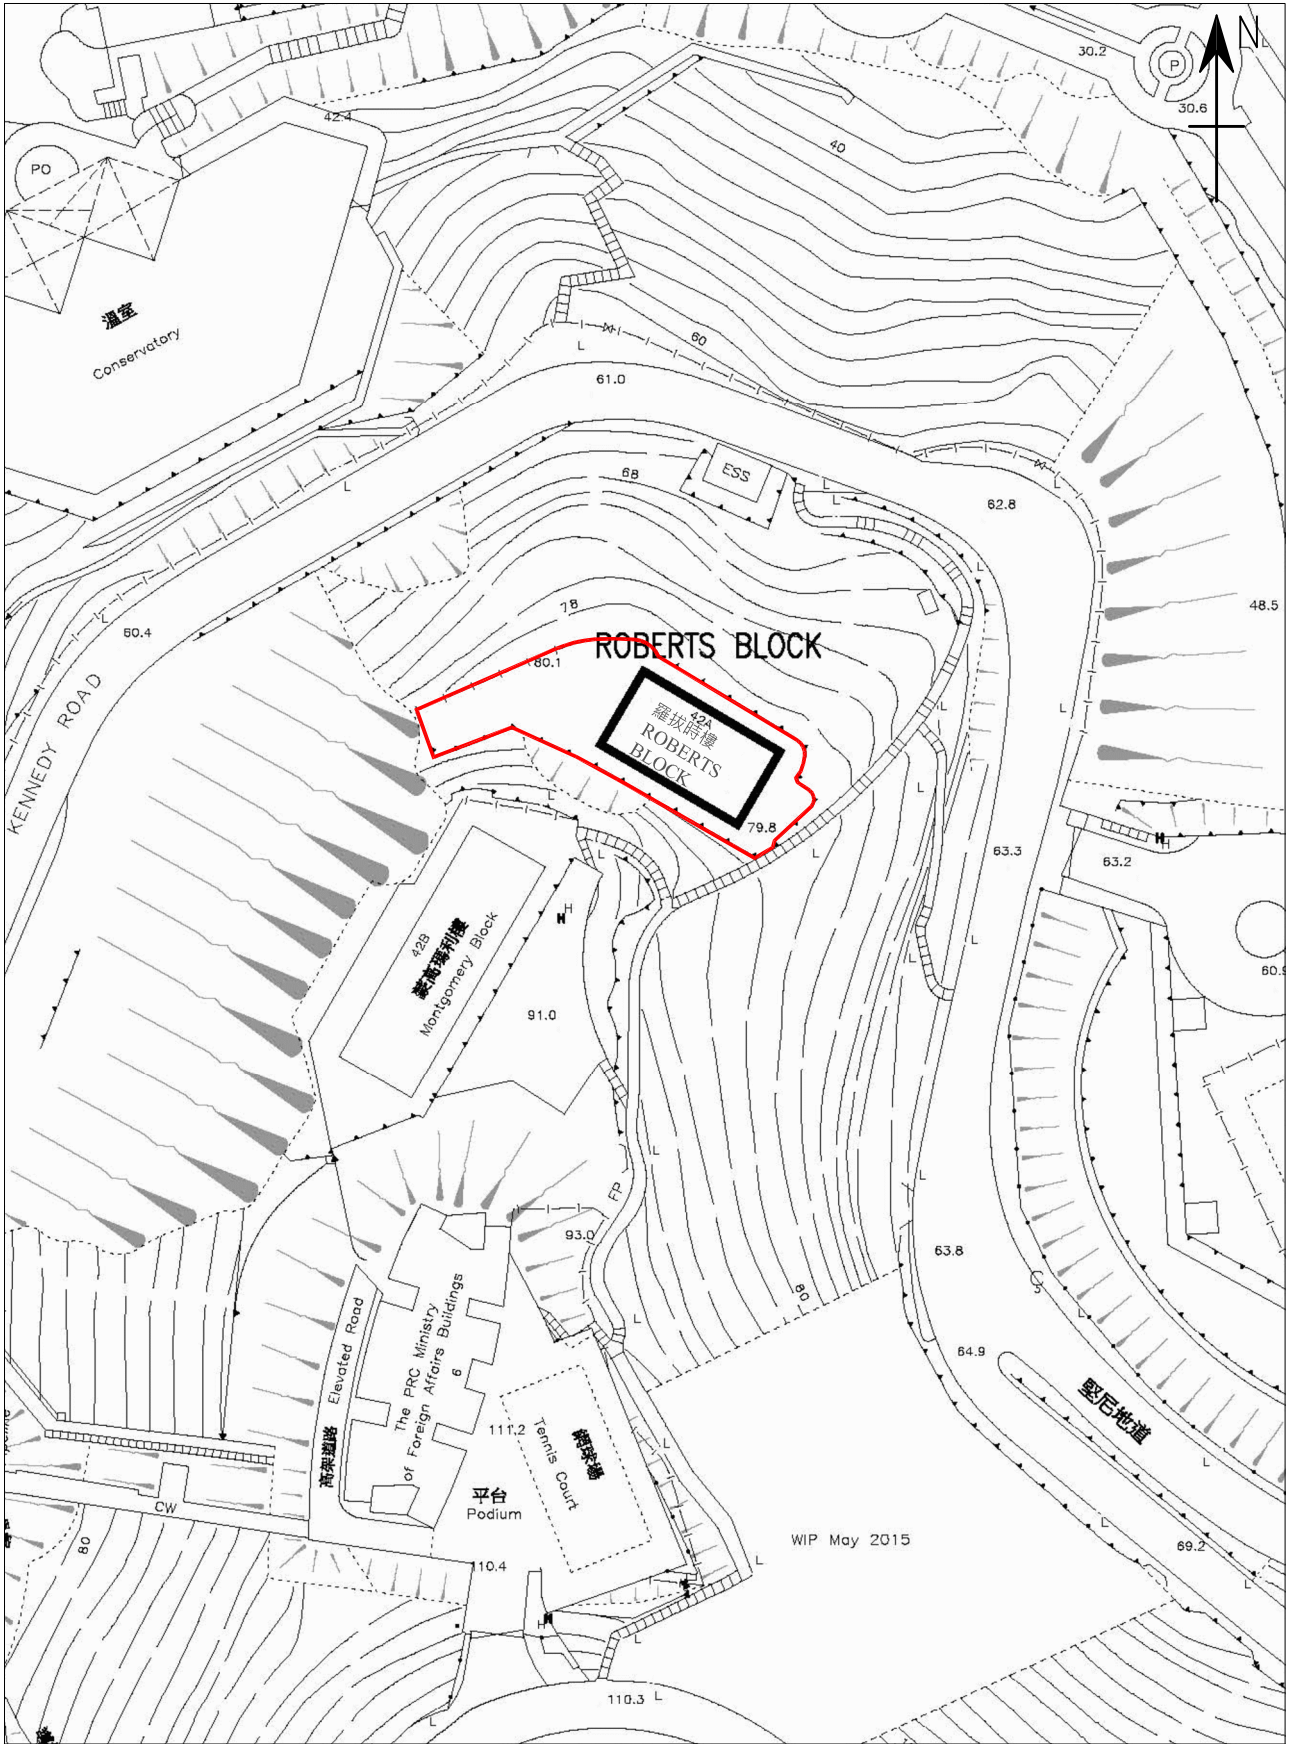 N
30.2
P
30.6
42.4
40
PO
溫室
Conservatory
60
L
61.0
ESS
68
L
L
L
62.8
L
48.5
78
60.4
L
KENNEDY ROAD
ROBERTS BLOCK
80.1
42A
羅拔時樓
ROBERTS
BLOCK
79.8
L
L
L
L
L
63.3
63.2
H
42B
蒙高瑪利樓
Montgomery Block
H
91.0
L
L
60.9
FP
L
L
93.0
80
63.8
L
L
64.9
堅尼地道
高架道路 Elevated Road
The PRC Ministry
of Foreign Affairs Buildings
6
111.2
網球場
Tennis Court
平台
Podium
L
L
L
L
69.2
CW
80
110.4
WIP May 2015
L
H
L
110.3
L
L